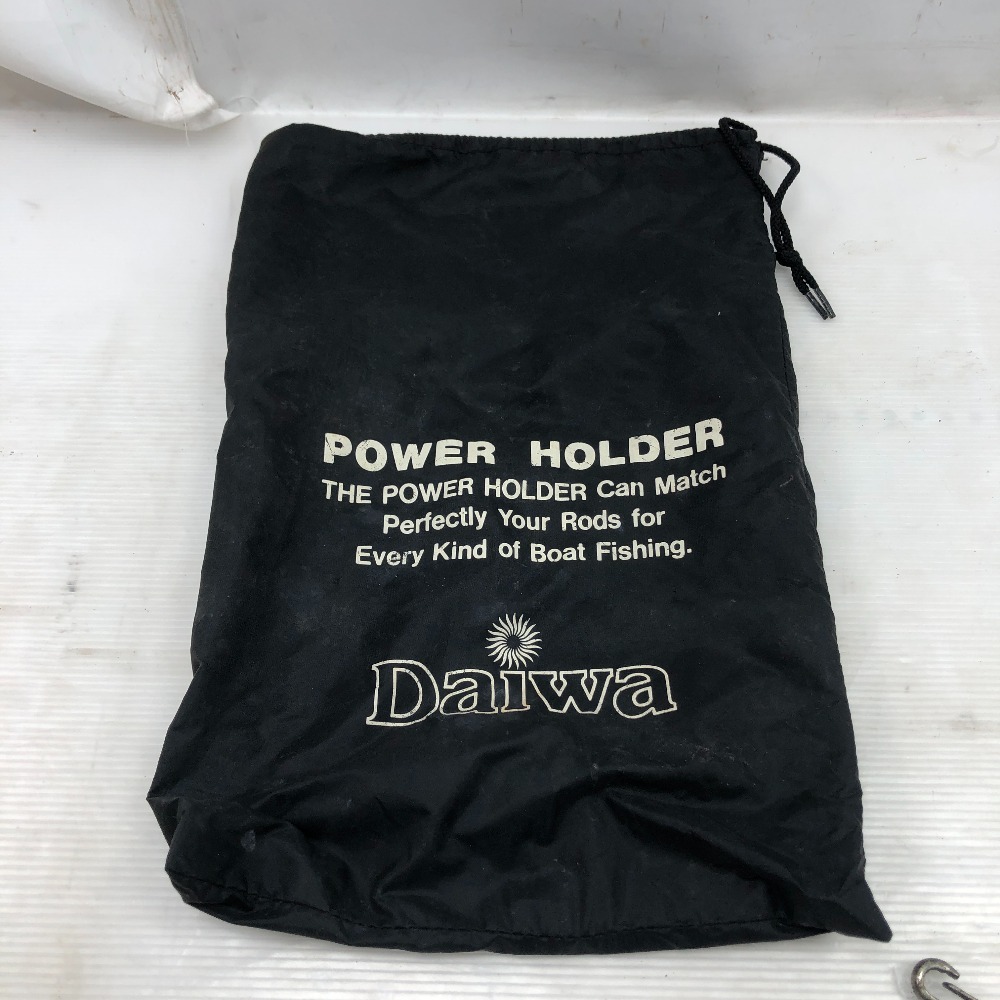 POWER HOLDER
THE POWER HOLDER Can Match
Perfectly Your Rods for
Every Kind of Boat Fishing.
Daiwa